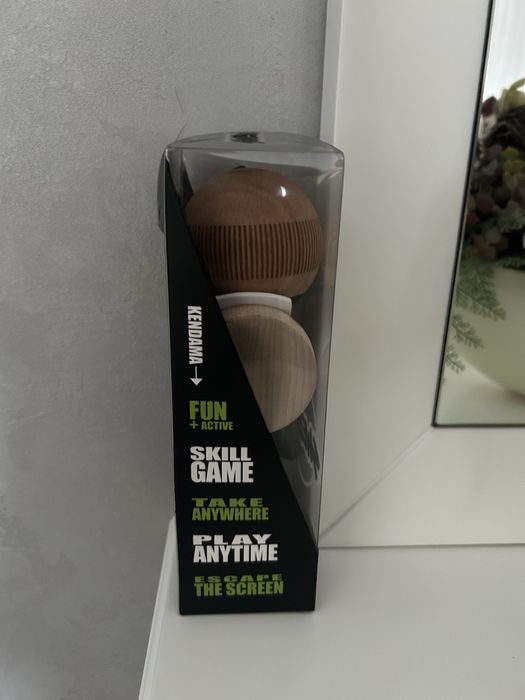 KENDAMA →
FUN
+ ACTIVE
SKILL
GAME
TAKE
ANYWHERE
PLAY
ANYTIME
ESCAPE
THE SCREEN